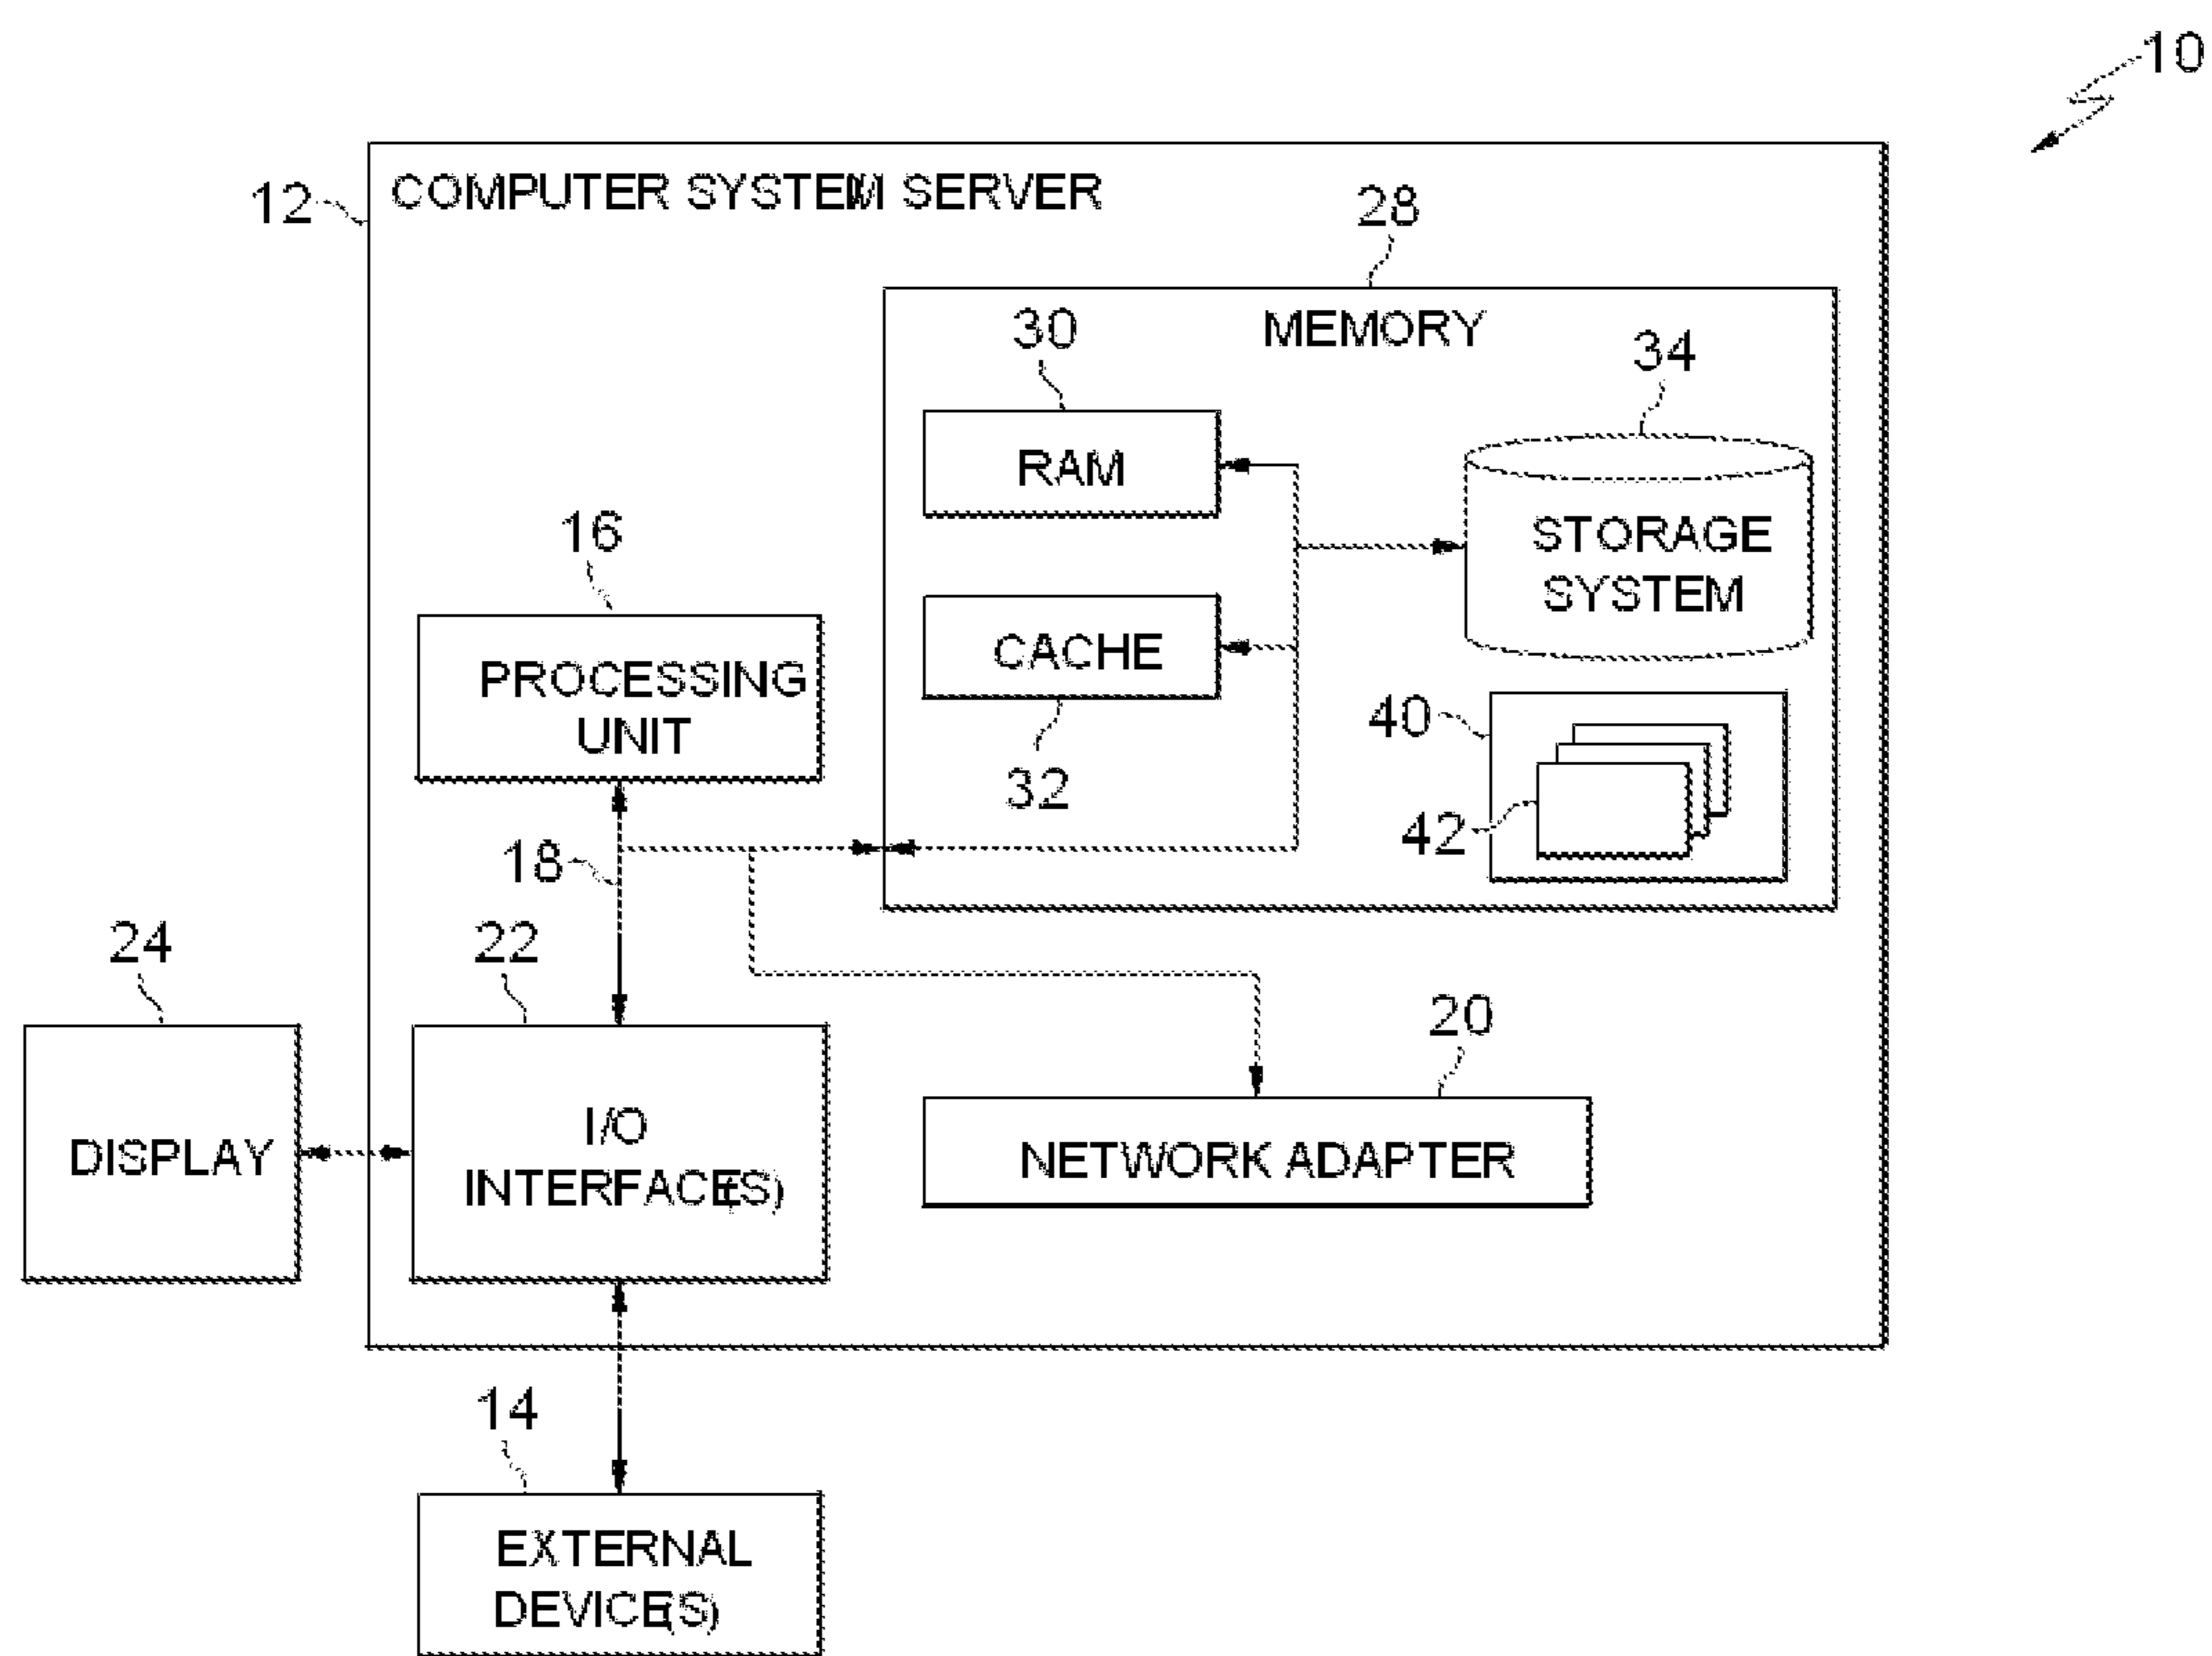 10
12
COMPUTER SYSTEM SERVER
28
MEMORY
30
34
RAM
STORAGE
SYSTEM
16
PROCESSING
UNIT
CACHE
32
40
42
18
24
22
20
DISPLAY
I/O
INTERFACE(S)
NETWORK ADAPTER
14
EXTERNAL
DEVICE(S)